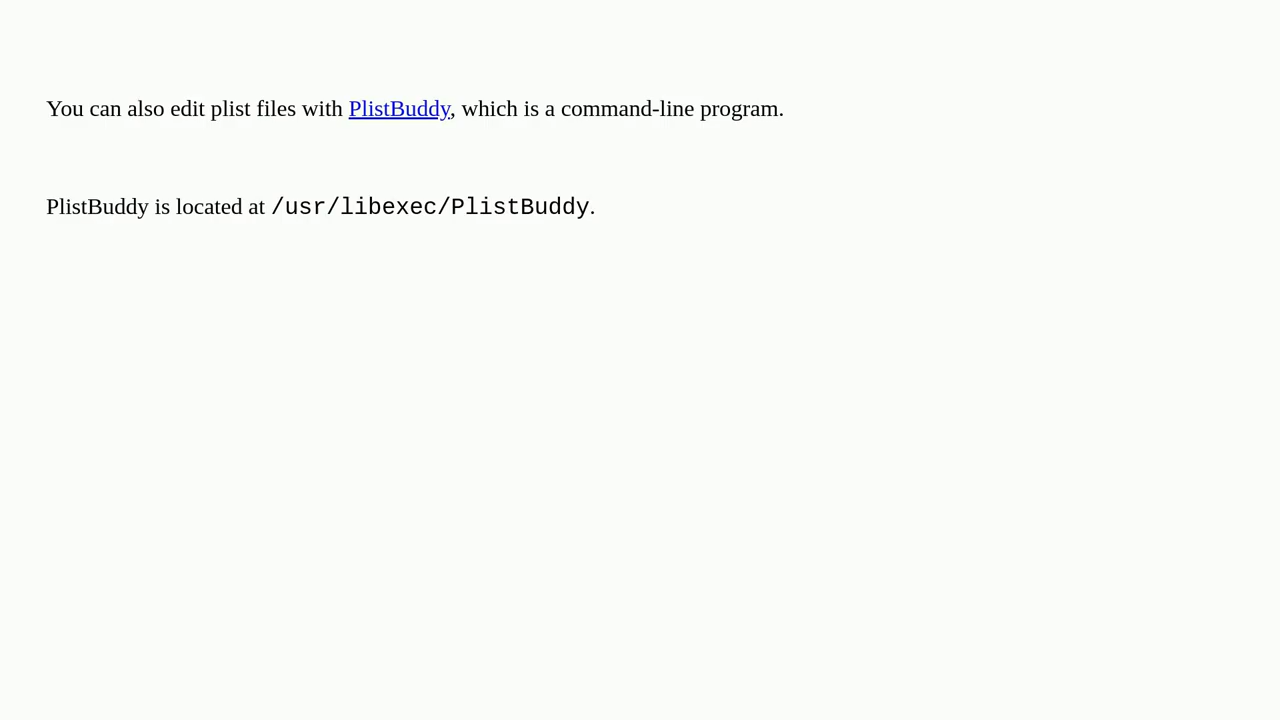 You can also edit plist files with PlistBuddy, which is a command-line program.
PlistBuddy is located at /usr/libexec/PlistBuddy.